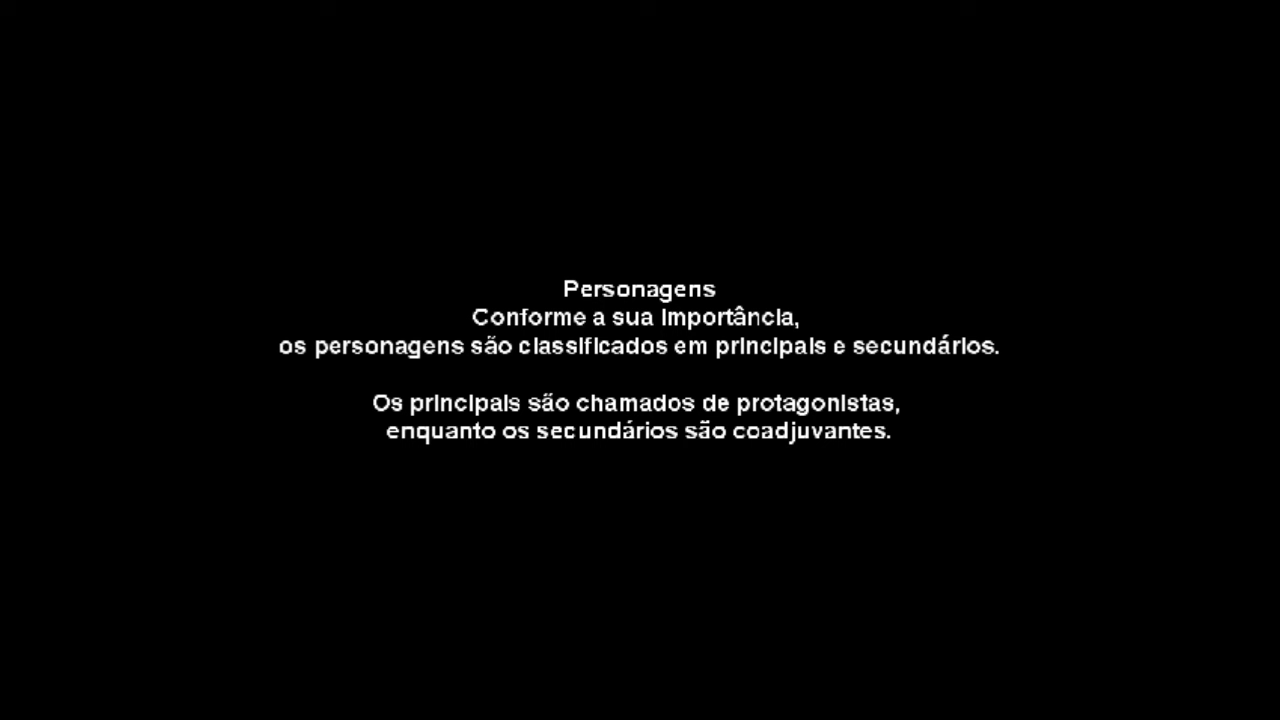 Personagens
Conforme a sua importância,
os personagens são classificados em principais e secundários.
Os principais são chamados de protagonistas,
enquanto os secundários são coadjuvantes.